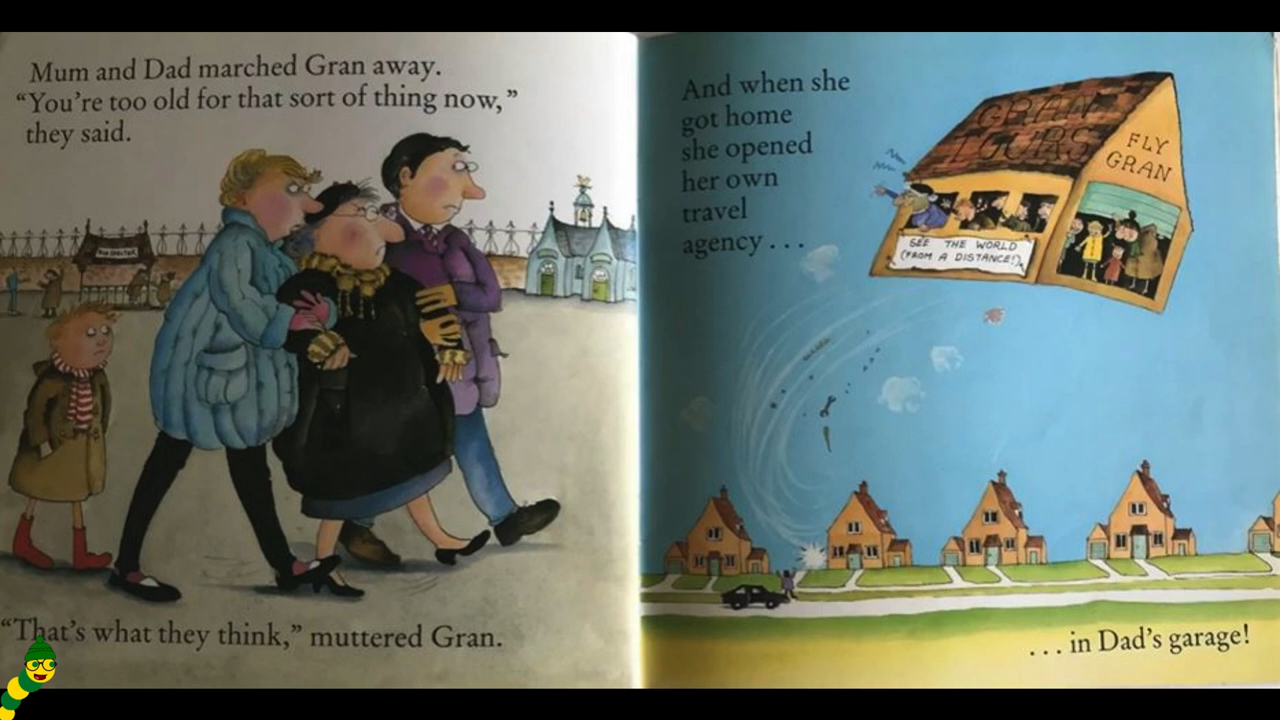 Mum and Dad marched Gran away.
“You’re too old for that sort of thing now,”
they said.
“That’s what they think,” muttered Gran.
And when she
got home
she opened
her own
travel
agency . . .
GRAN
TOURS
FLY
GRAN
SEE THE WORLD
(FROM A DISTANCE!)
. . . in Dad’s garage!